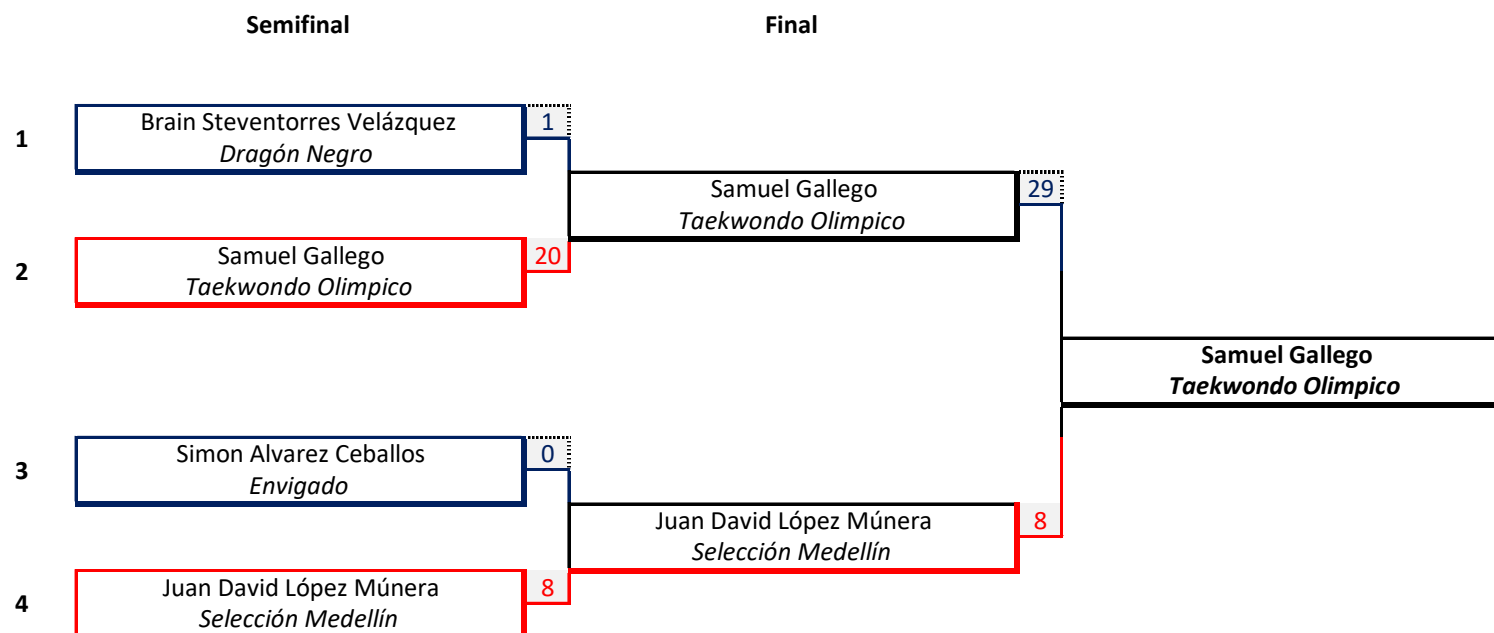 Semifinal
Final
1
Brain Steventorres Velázquez
Dragón Negro
1
2
Samuel Gallego
Taekwondo Olimpico
20
Samuel Gallego
Taekwondo Olimpico
29
Samuel Gallego
Taekwondo Olimpico
3
Simon Alvarez Ceballos
Envigado
0
Juan David López Múnera
Selección Medellín
8
4
Juan David López Múnera
Selección Medellín
8